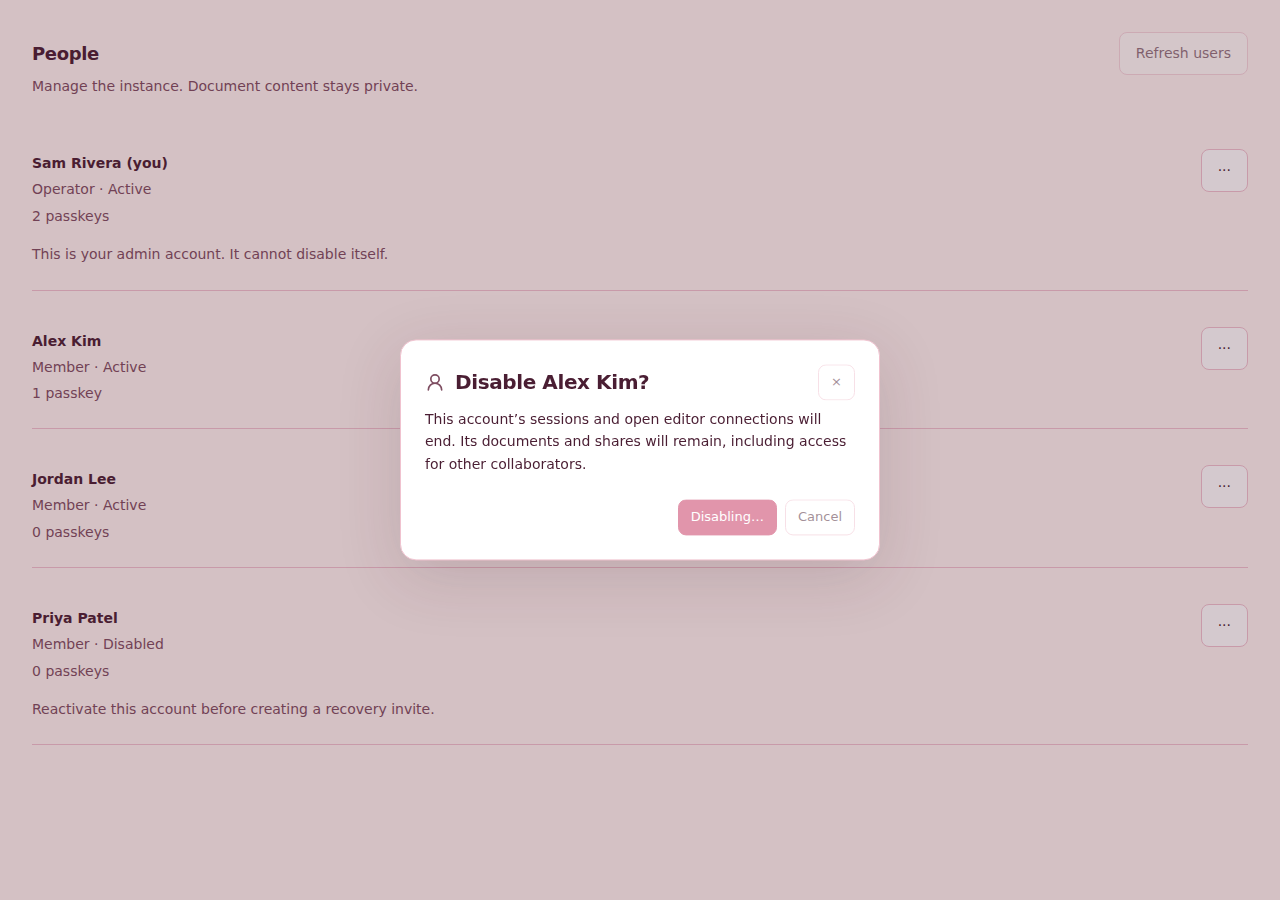 People
Refresh users
Manage the instance. Document content stays private.
Sam Rivera (you)
...
Operator · Active
2 passkeys
This is your admin account. It cannot disable itself.
Alex Kim
...
Member · Active
1 passkey
Disable Alex Kim?
×
This account’s sessions and open editor connections will
end. Its documents and shares will remain, including access
for other collaborators.
Disabling…
Cancel
Jordan Lee
...
Member · Active
0 passkeys
Priya Patel
...
Member · Disabled
0 passkeys
Reactivate this account before creating a recovery invite.